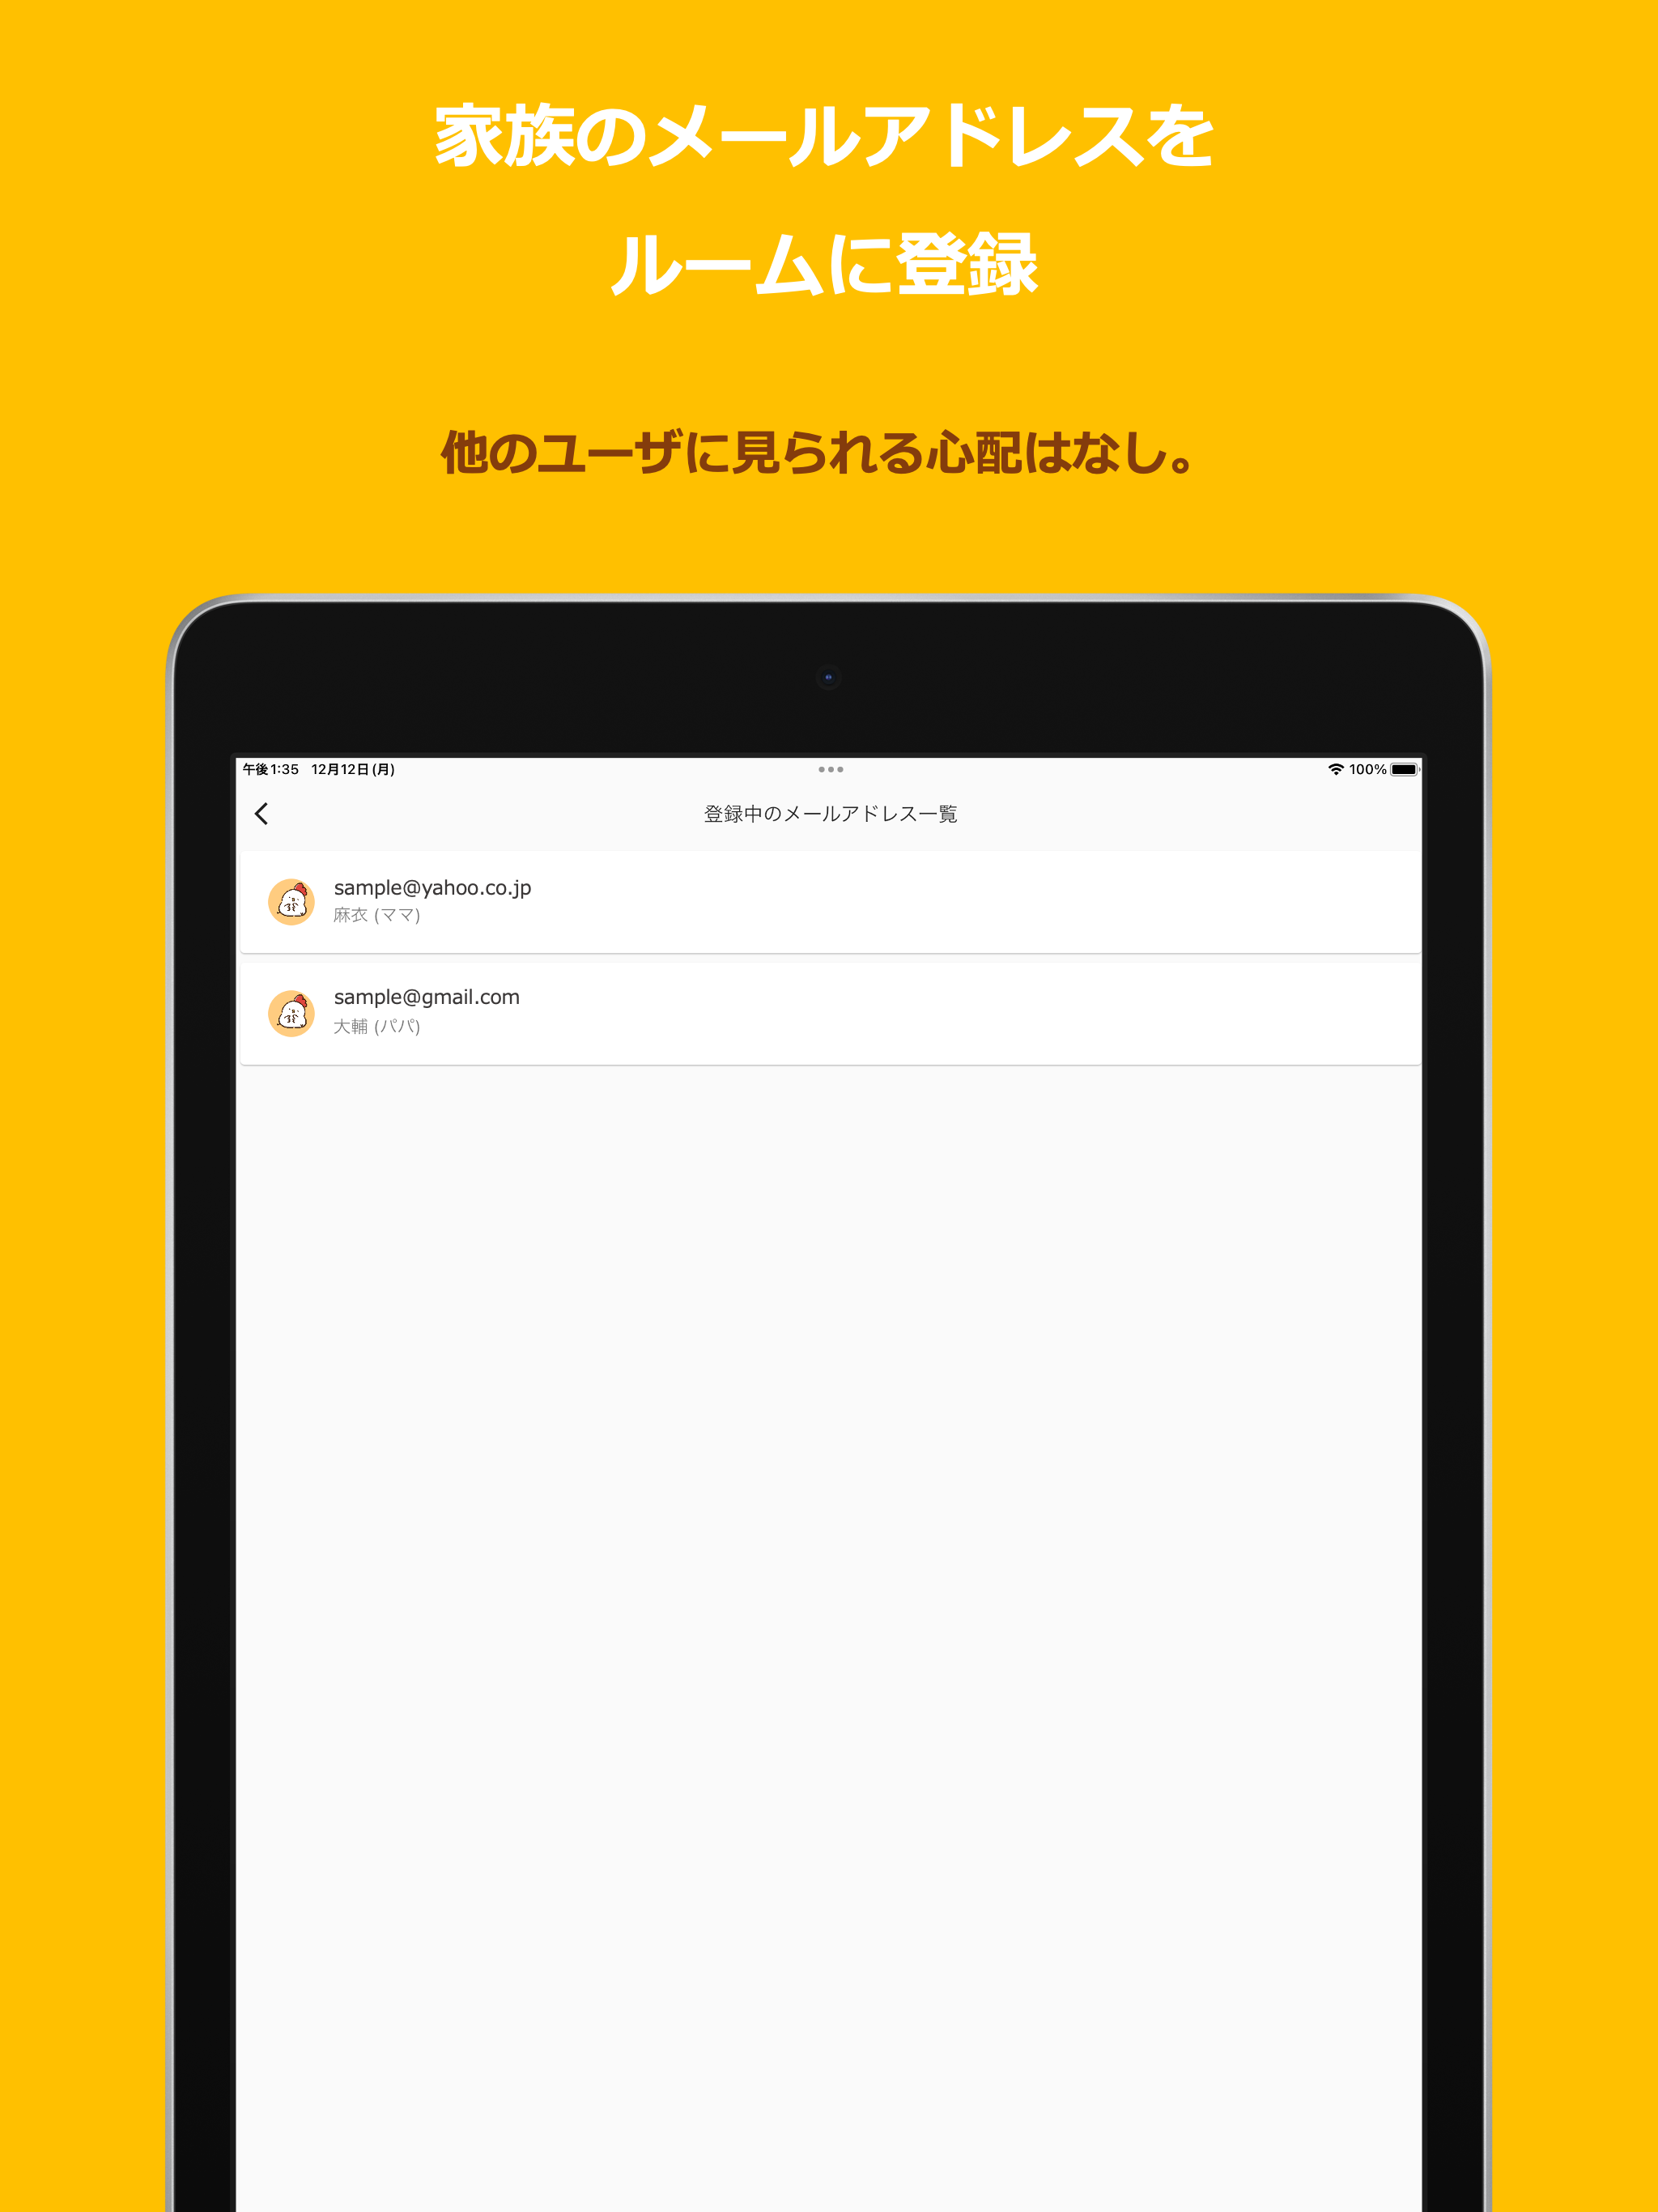 家族のメールアドレスを
ルームに登録
他のユーザに見られる心配はなし。
午後1:35 12月12日(月) 100%
登録中のメールアドレス一覧
sample@yahoo.co.jp
麻衣 (ママ)
sample@gmail.com
大輔 (パパ)